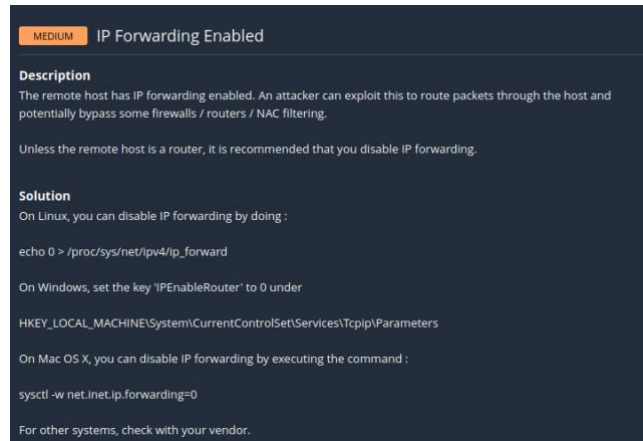 MEDIUM IP Forwarding Enabled
Description
The remote host has IP forwarding enabled. An attacker can exploit this to route packets through the host and
potentially bypass some firewalls / routers / NAC filtering.
Unless the remote host is a router, it is recommended that you disable IP forwarding.
Solution
On Linux, you can disable IP forwarding by doing :
echo 0 > /proc/sys/net/ipv4/ip_forward
On Windows, set the key 'IPEnableRouter' to 0 under
HKEY_LOCAL_MACHINE\System\CurrentControlSet\Services\Tcpip\Parameters
On Mac OS X, you can disable IP forwarding by executing the command :
sysctl -w net.inet.ip.forwarding=0
For other systems, check with your vendor.